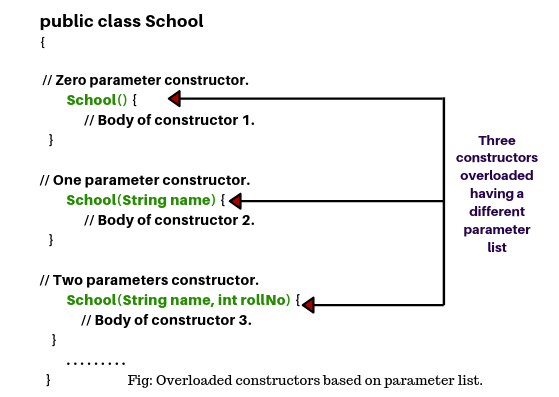 public class School
{
// Zero parameter constructor.
School() {
// Body of constructor 1.
}
// One parameter constructor.
School(String name) {
// Body of constructor 2.
}
// Two parameters constructor.
School(String name, int rollNo) {
// Body of constructor 3.
}
.........
}
Three
constructors
overloaded
having a
different
parameter
list
Fig: Overloaded constructors based on parameter list.